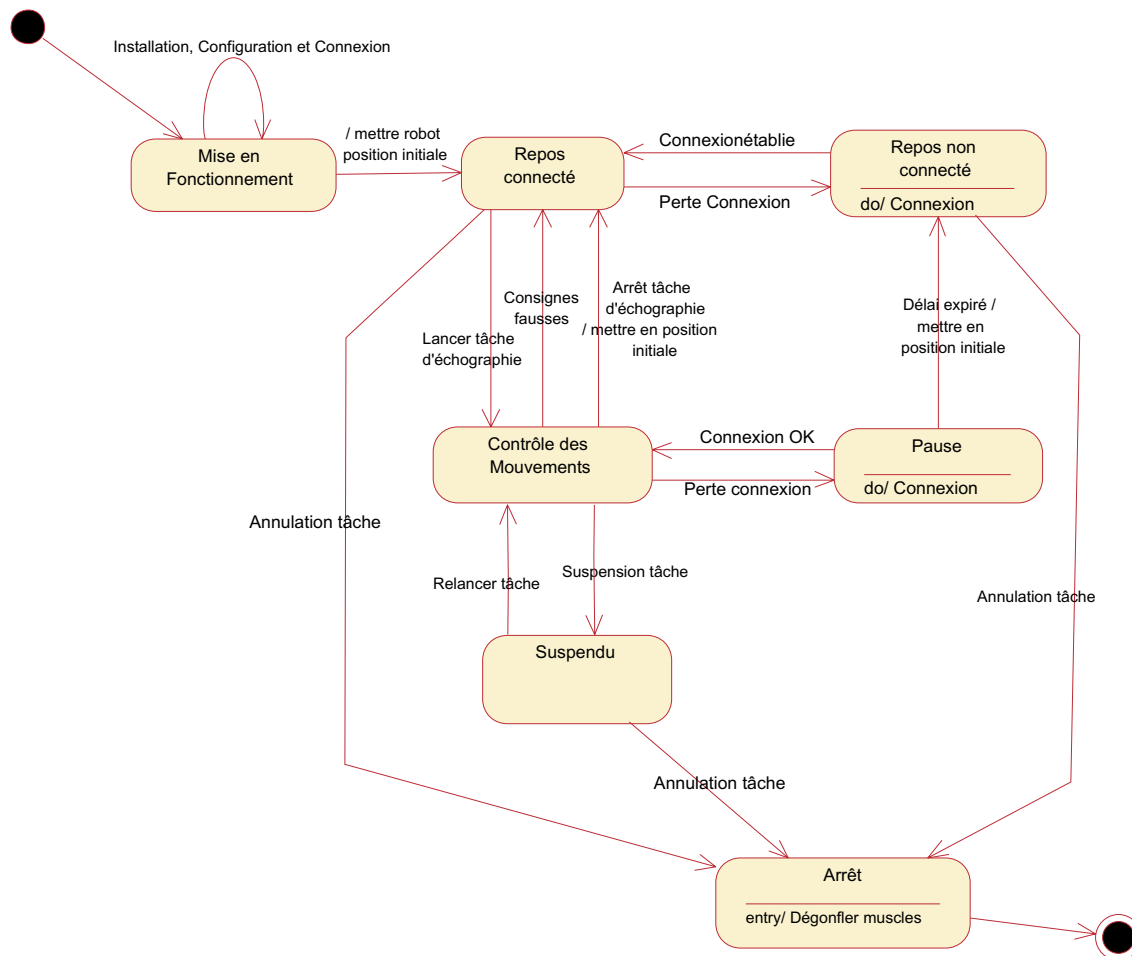 Installation, Configuration et Connexion
/ mettre robot
position initiale
Mise en
Fonctionnement
Repos
connecté
Connexionétablie
Perte Connexion
Repos non
connecté
do/ Connexion
Lancer tâche
d'échographie
Consignes
fausses
Arrêt tâche
d'échographie
/ mettre en position
initiale
Délai expiré /
mettre en
position initiale
Contrôle des
Mouvements
Connexion OK
Perte connexion
Pause
do/ Connexion
Annulation tâche
Relancer tâche
Suspension tâche
Annulation tâche
Suspendu
Annulation tâche
Arrêt
entry/ Dégonfler muscles